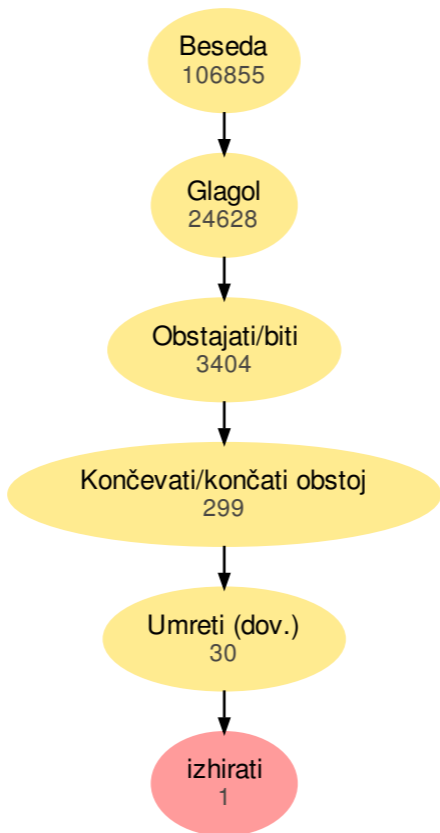 Beseda
106855
Glagol
24628
Obstajati/biti
3404
Končevati/končati obstoj
299
Umreti (dov.)
30
izhirati
1